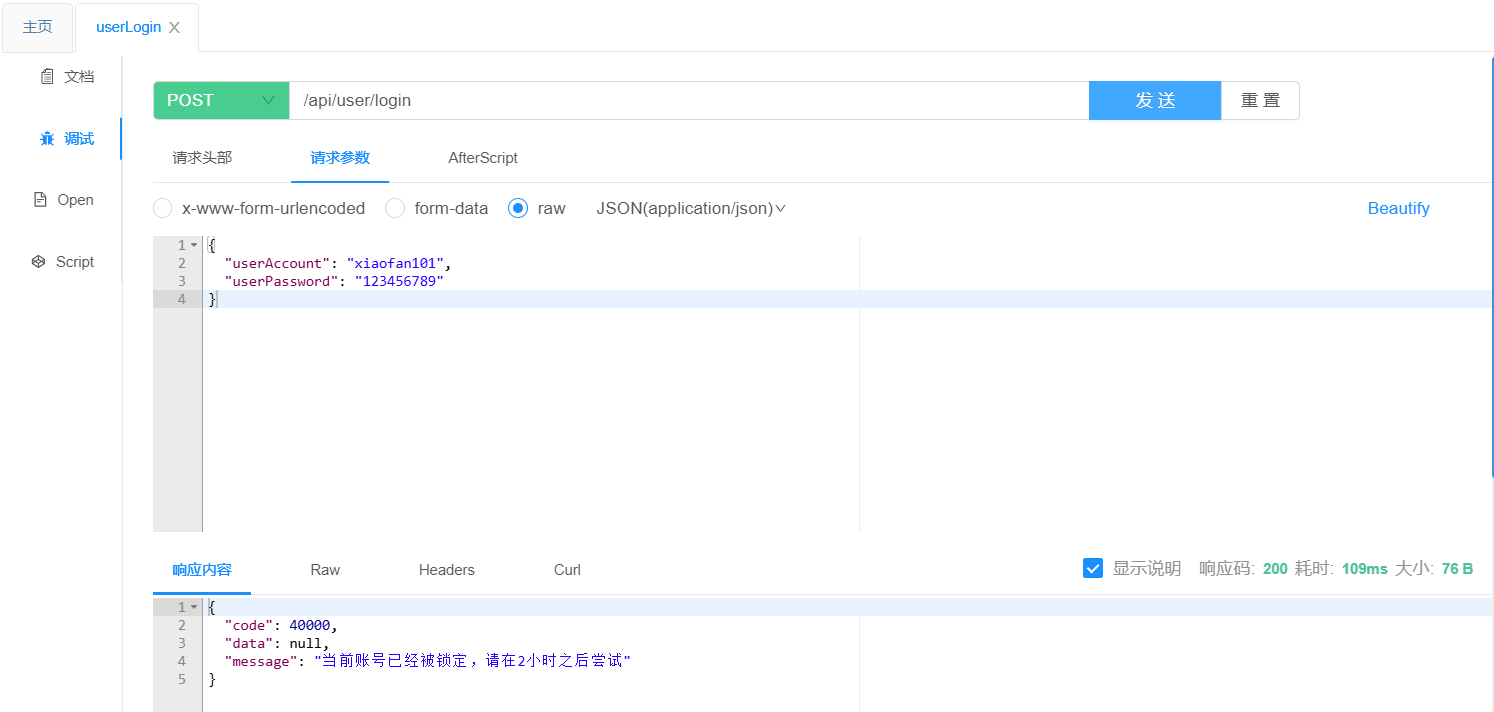 主页
userLogin
文档
调试
Open
Script
POST
/api/user/login
发 送
重 置
请求头部
请求参数
AfterScript
x-www-form-urlencoded
form-data
raw
JSON(application/json)
Beautify
1 {
2 "userAccount": "xiaofan101",
3 "userPassword": "123456789"
4 }
响应内容
Raw
Headers
Curl
显示说明
响应码: 200 耗时: 109ms 大小: 76 B
1 {
2 "code": 40000,
3 "data": null,
4 "message": "当前账号已经被锁定，请在2小时之后尝试"
5 }